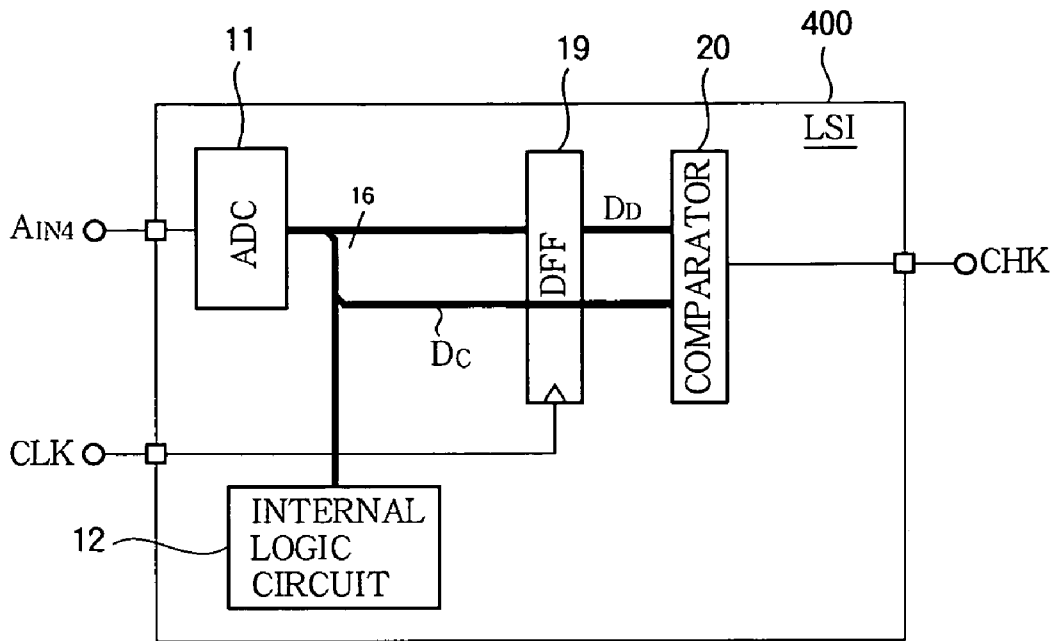 400
11
19
20
LSI
AIN4
ADC
16
DFF
DD
COMPARATOR
CHK
DC
CLK
INTERNAL
LOGIC
CIRCUIT
12